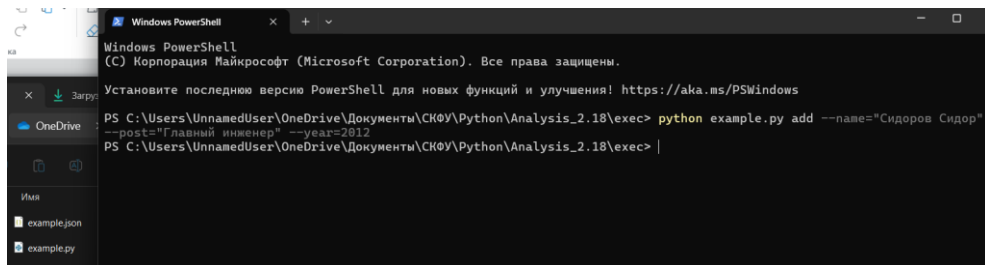 Windows PowerShell
ка
Windows PowerShell
(C) Корпорация Майкрософт (Microsoft Corporation). Все права защищены.
Установите последнюю версию PowerShell для новых функций и улучшения! https://aka.ms/PSWindows
PS C:\Users\UnnamedUser\OneDrive\Документы\СКФУ\Python\Analysis_2.18\exec> python example.py add --name="Сидоров Сидор"
--post="Главный инженер" --year=2012
PS C:\Users\UnnamedUser\OneDrive\Документы\СКФУ\Python\Analysis_2.18\exec>
Загруз
OneDrive
Имя
example.json
example.py